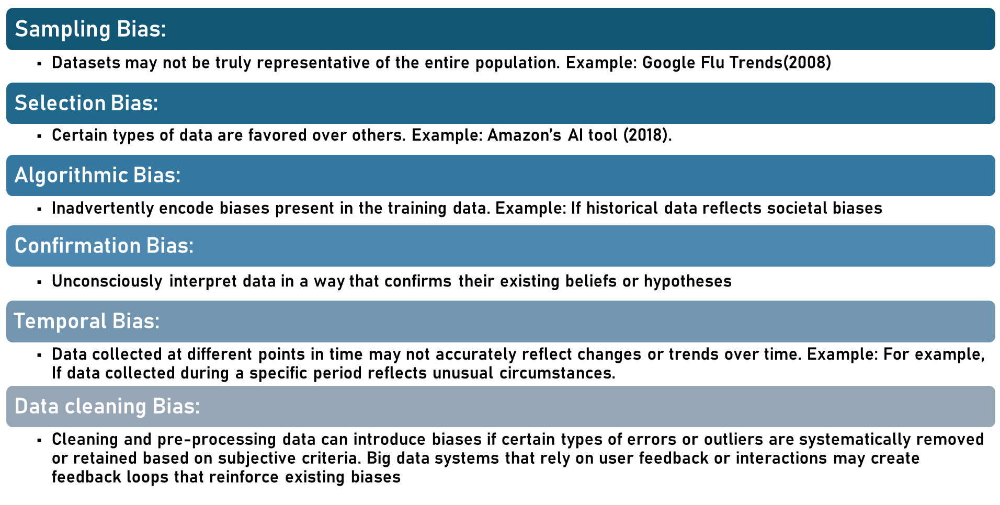 Sampling Bias:
▪ Datasets may not be truly representative of the entire population. Example: Google Flu Trends(2008)
Selection Bias:
▪ Certain types of data are favored over others. Example: Amazon's AI tool (2018).
Algorithmic Bias:
▪ Inadvertently encode biases present in the training data. Example: If historical data reflects societal biases
Confirmation Bias:
▪ Unconsciously interpret data in a way that confirms their existing beliefs or hypotheses
Temporal Bias:
▪ Data collected at different points in time may not accurately reflect changes or trends over time. Example: For example,
If data collected during a specific period reflects unusual circumstances.
Data cleaning Bias:
▪ Cleaning and pre-processing data can introduce biases if certain types of errors or outliers are systematically removed
or retained based on subjective criteria. Big data systems that rely on user feedback or interactions may create
feedback loops that reinforce existing biases